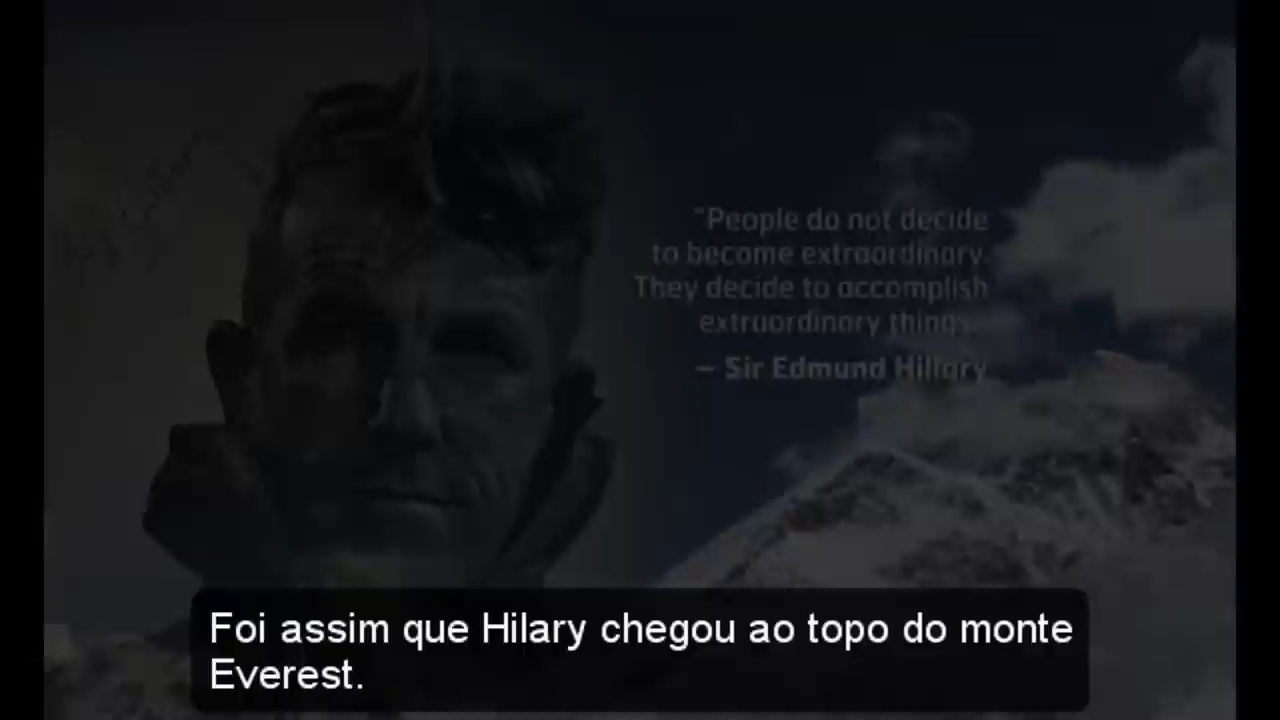 "People do not decide
to become extraordinary.
They decide to accomplish
extraordinary things."
— Sir Edmund Hillary
Foi assim que Hilary chegou ao topo do monte
Everest.